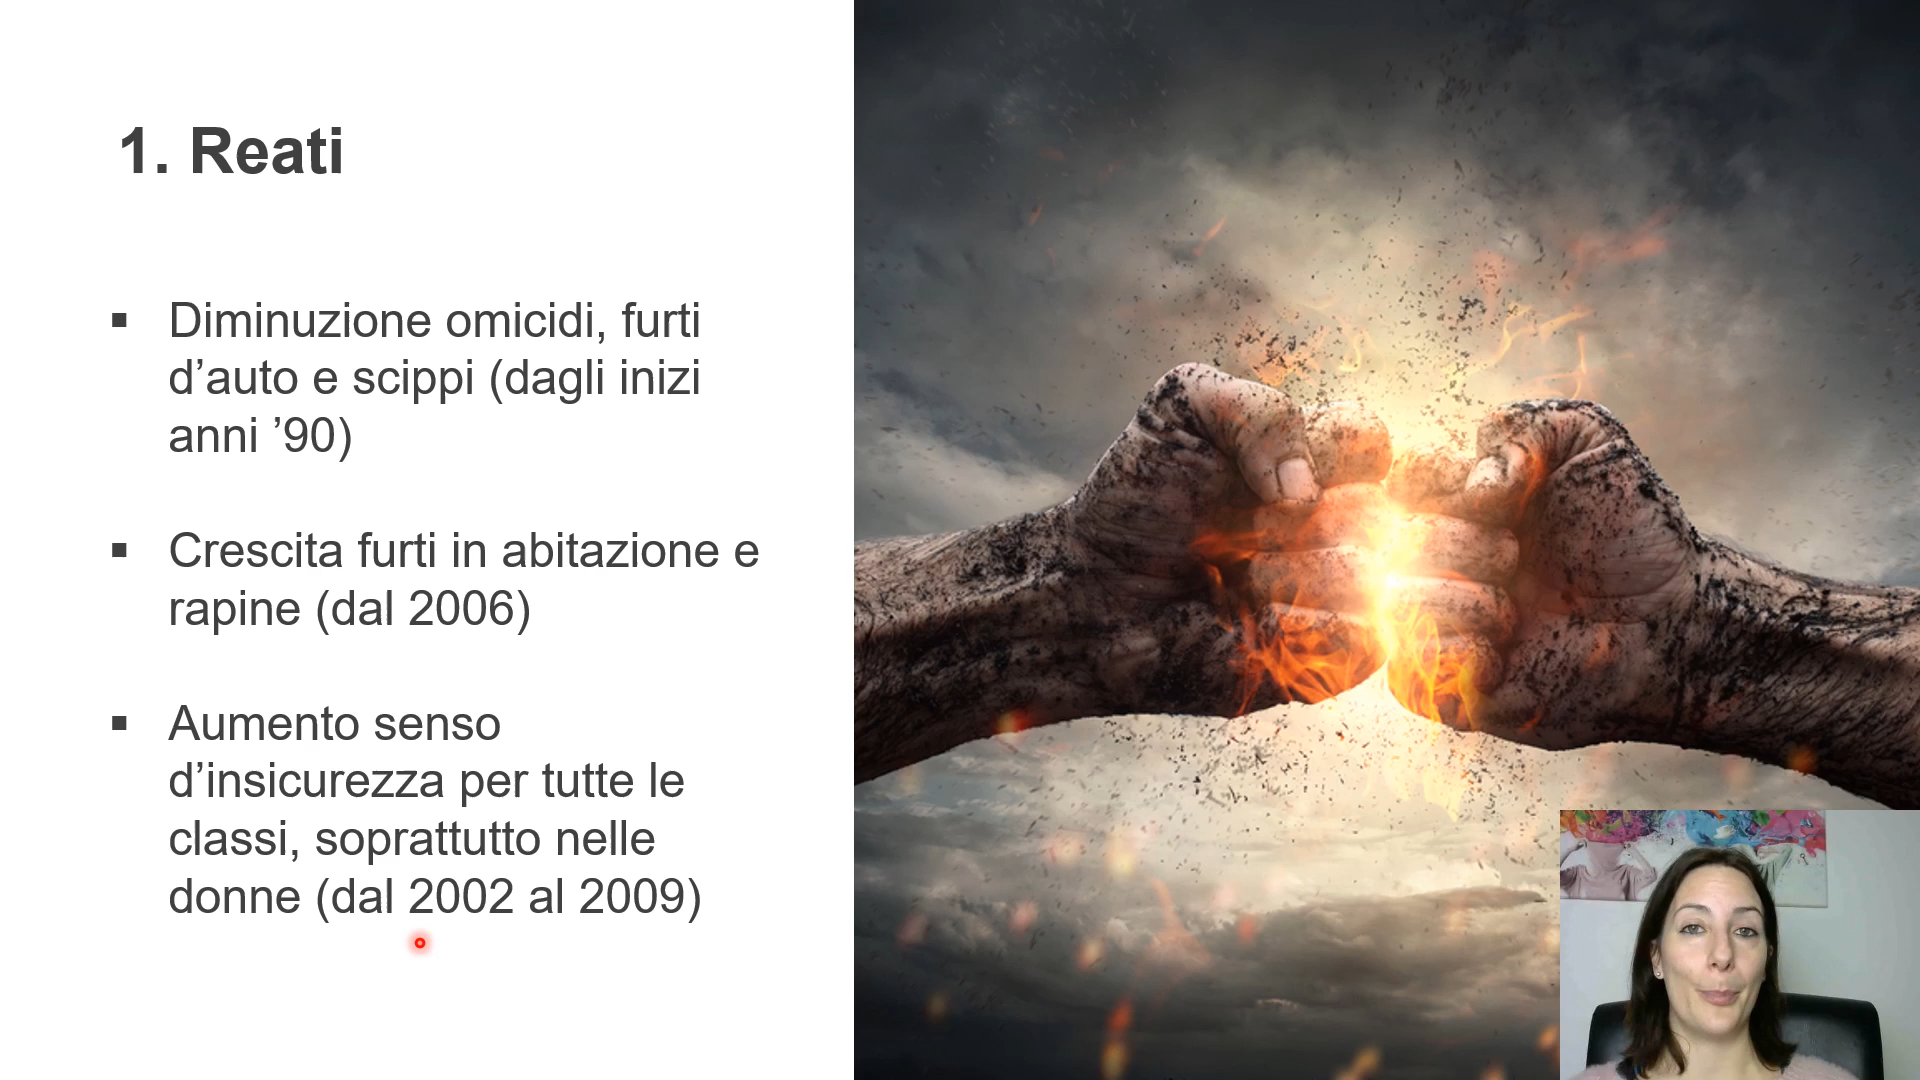 1. Reati
▪ Diminuzione omicidi, furti
d’auto e scippi (dagli inizi
anni ’90)
▪ Crescita furti in abitazione e
rapine (dal 2006)
▪ Aumento senso
d’insicurezza per tutte le
classi, soprattutto nelle
donne (dal 2002 al 2009)